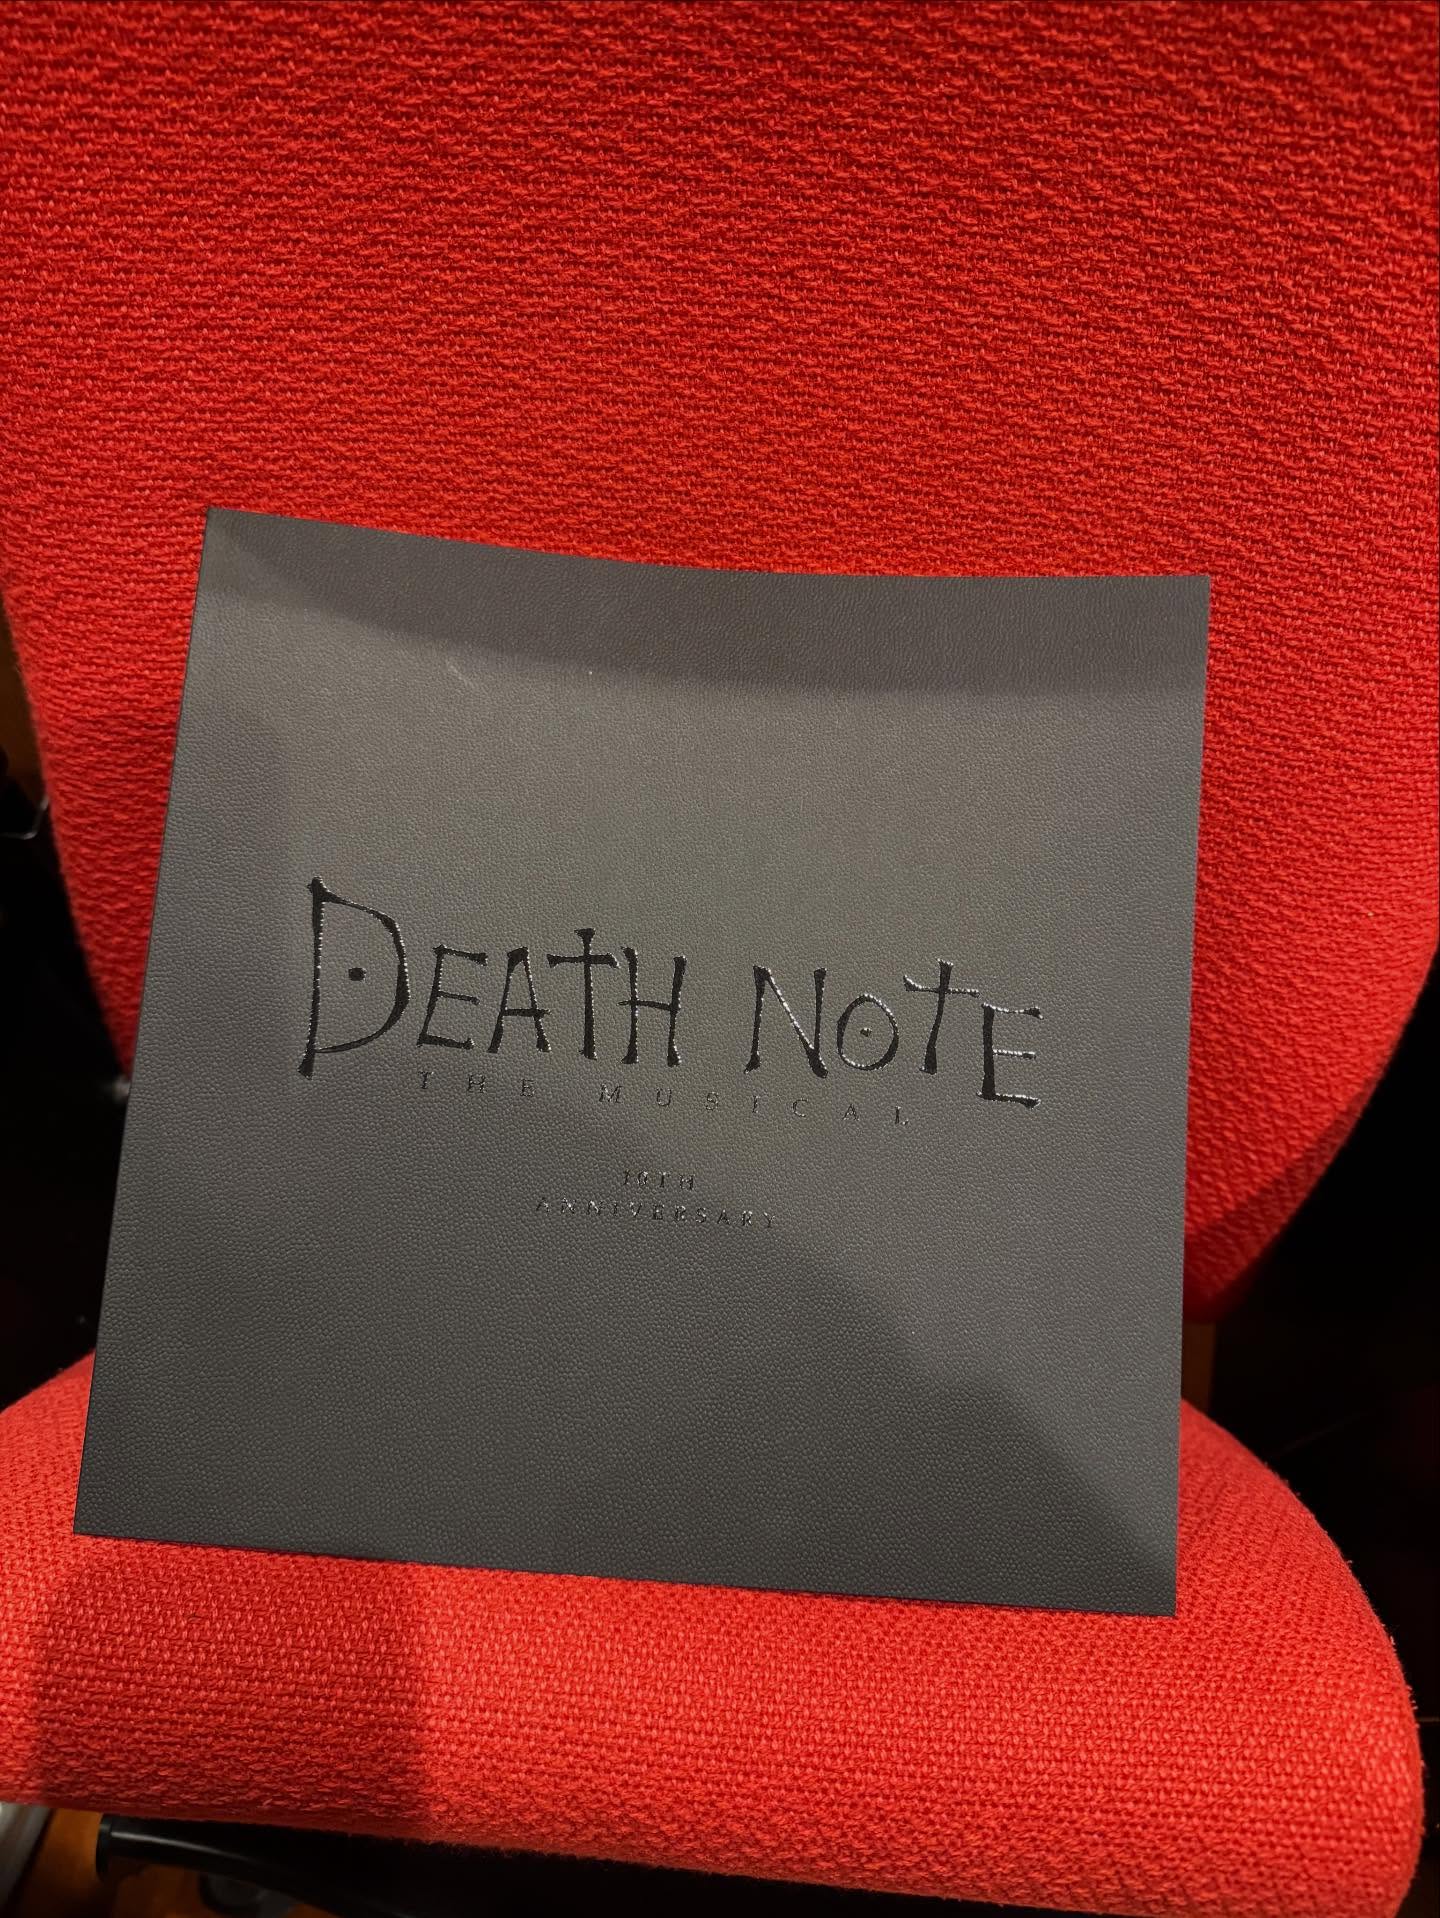 DEATH NOTE
THE MUSICAL
10TH
ANNIVERSARY